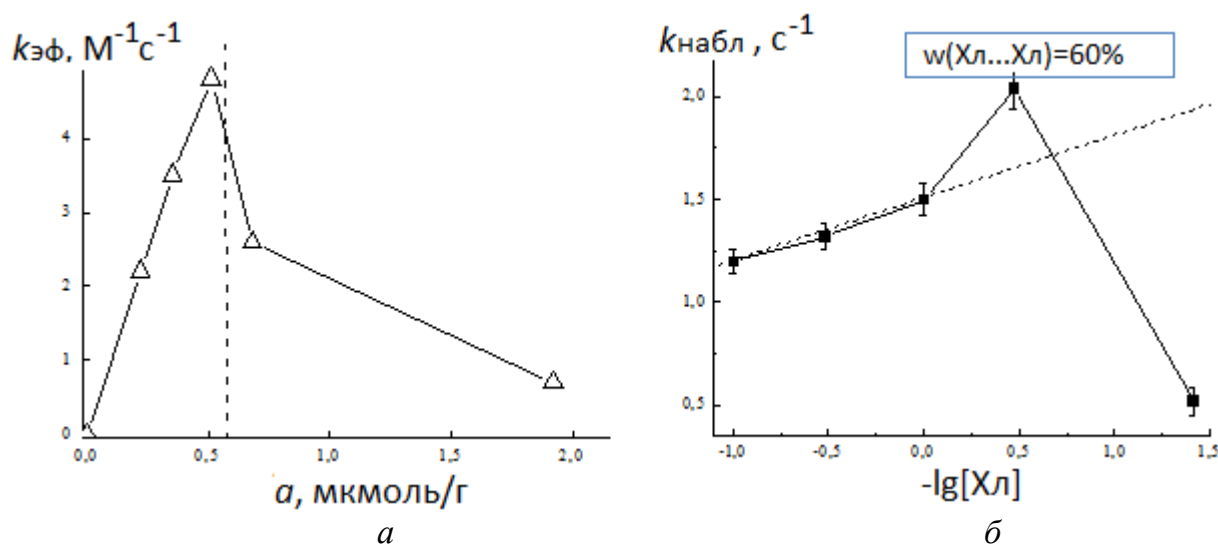 kэф, М⁻¹с⁻¹
4
3
2
1
0
0,0 0,5 1,0 1,5 2,0
a, мкмоль/г
а
kнабл , с⁻¹
w(Хл...Хл)=60%
2,0
1,5
1,0
0,5
-1,0 -0,5 0,0 0,5 1,0 1,5
-lg[Хл]
б